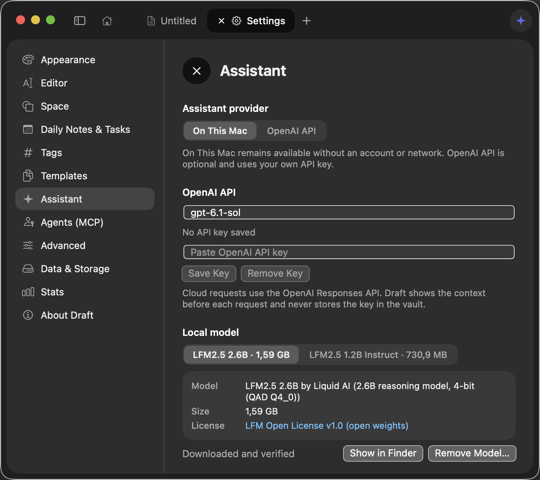 Untitled
Settings
Appearance
Editor
Space
Daily Notes & Tasks
Tags
Templates
Assistant
Agents (MCP)
Advanced
Data & Storage
Stats
About Draft
Assistant
Assistant provider
On This Mac
OpenAI API
On This Mac remains available without an account or network. OpenAI API is
optional and uses your own API key.
OpenAI API
gpt-6.1-sol
No API key saved
Paste OpenAI API key
Save Key
Remove Key
Cloud requests use the OpenAI Responses API. Draft shows the context
before each request and never stores the key in the vault.
Local model
LFM2.5 2.6B · 1,59 GB
LFM2.5 1.2B Instruct · 730,9 MB
Model
LFM2.5 2.6B by Liquid AI (2.6B reasoning model, 4-bit
(QAD Q4_0))
Size
1,59 GB
License
LFM Open License v1.0 (open weights)
Downloaded and verified
Show in Finder
Remove Model...